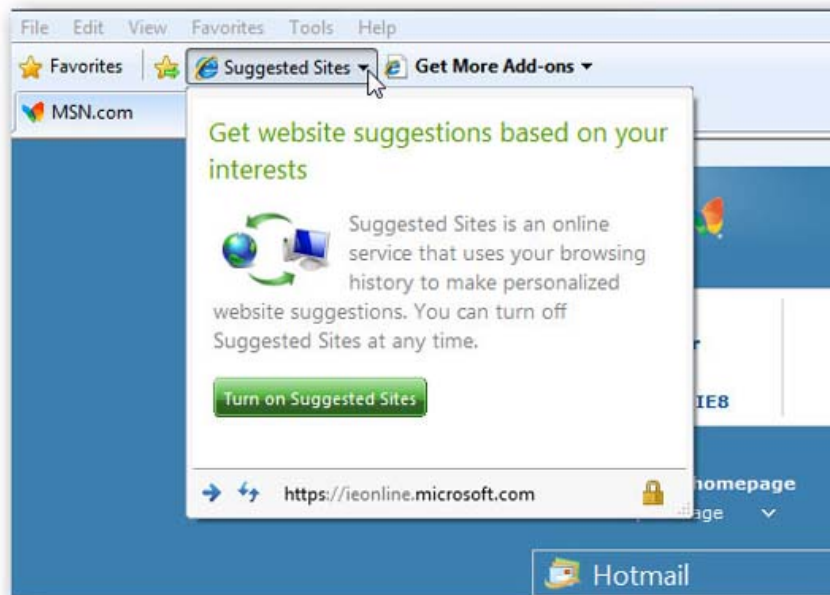 File Edit View Favorites Tools Help
Favorites Suggested Sites Get More Add-ons
MSN.com
Get website suggestions based on your
interests
Suggested Sites is an online
service that uses your browsing
history to make personalized
website suggestions. You can turn off
Suggested Sites at any time.
Turn on Suggested Sites
IE8
https://ieonline.microsoft.com
homepage
Hotmail